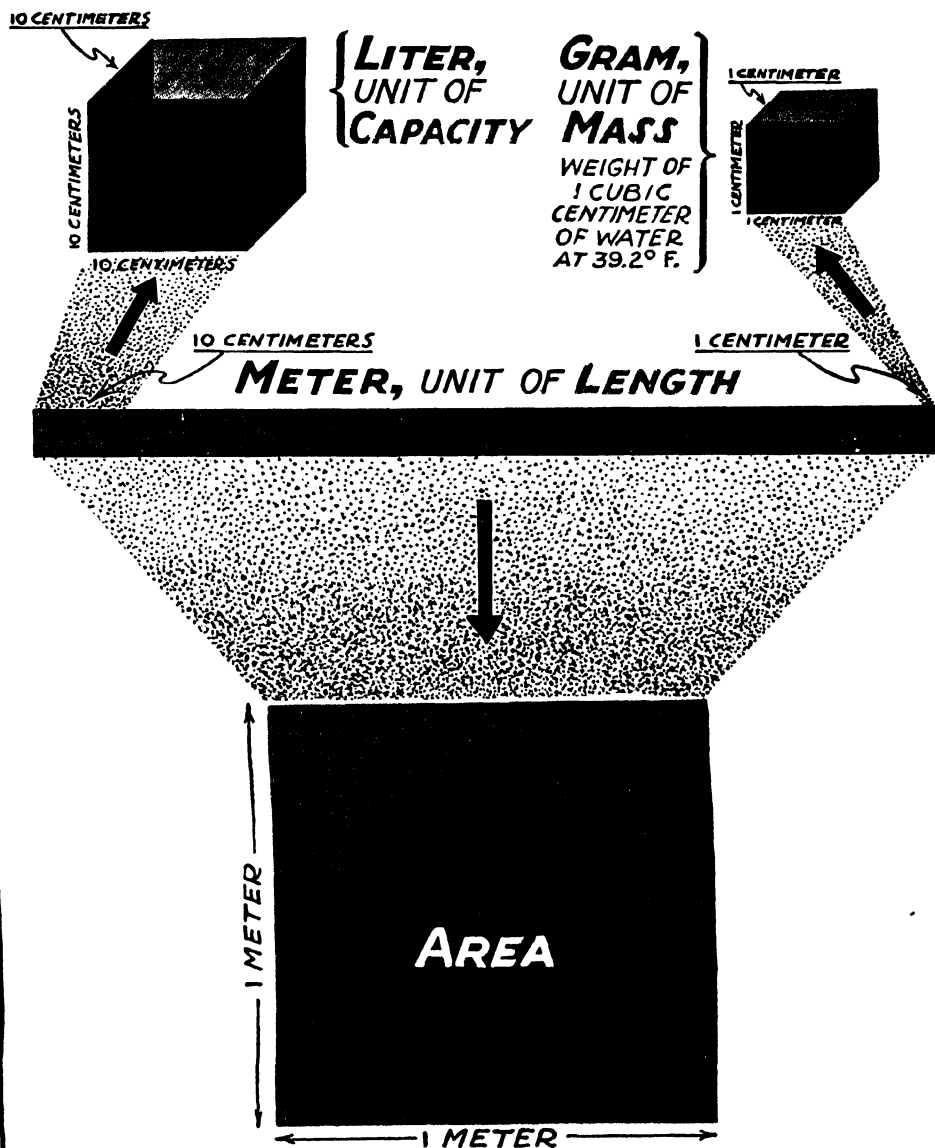 10 CENTIMETERS
10 CENTIMETERS
10 CENTIMETERS
LITER,
UNIT OF
CAPACITY
GRAM,
UNIT OF
MASS
WEIGHT OF
1 CUBIC
CENTIMETER
OF WATER
AT 39.2° F.
1 CENTIMETER
1 CENTIMETER
1 CENTIMETER
10 CENTIMETERS
1 CENTIMETER
METER, UNIT OF LENGTH
1 METER
AREA
1 METER